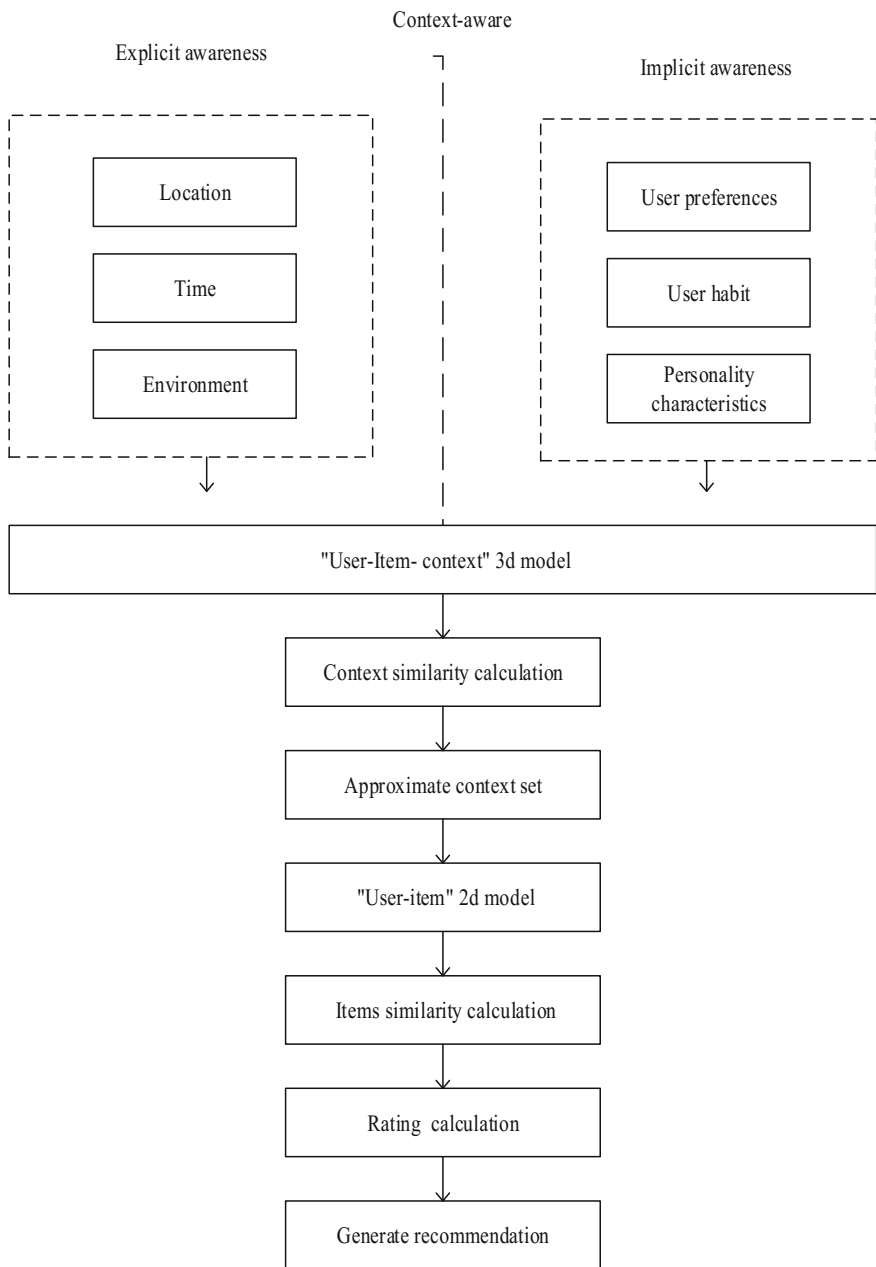 Context-aware
Explicit awareness
Implicit awareness
Location
Time
Environment
User preferences
User habit
Personality
characteristics
"User-Item- context" 3d model
Context similarity calculation
Approximate context set
"User-item" 2d model
Items similarity calculation
Rating calculation
Generate recommendation